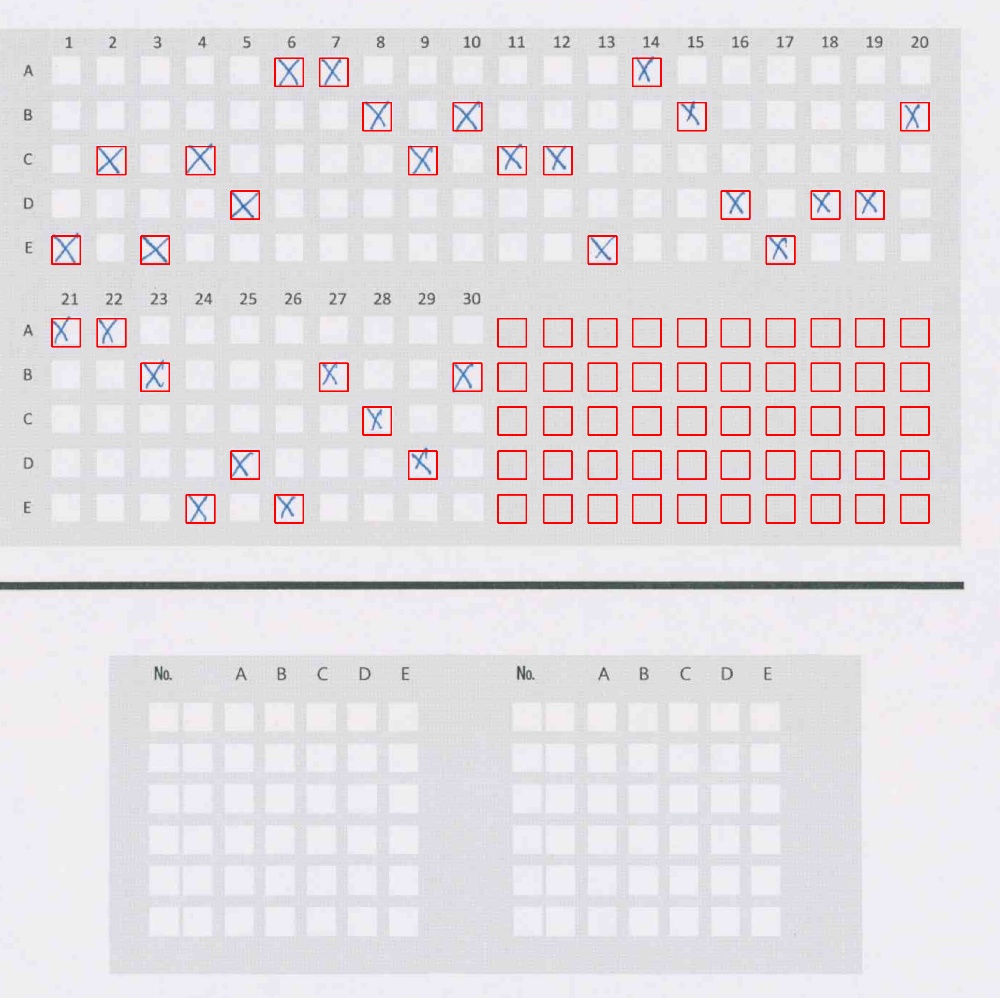 1 2 3 4 5 6 7 8 9 10 11 12 13 14 15 16 17 18 19 20
A X X X
B X X X X
C X X X X X
D X X X X
E X X X X
21 22 23 24 25 26 27 28 29 30
A X X
B X X X
C X
D X X
E X X
No. A B C D E No. A B C D E